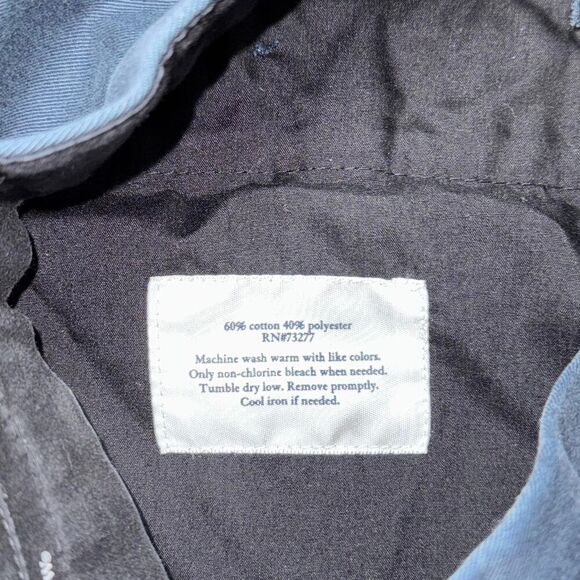 60% cotton 40% polyester
RN#73277
Machine wash warm with like colors.
Only non-chlorine bleach when needed.
Tumble dry low. Remove promptly.
Cool iron if needed.